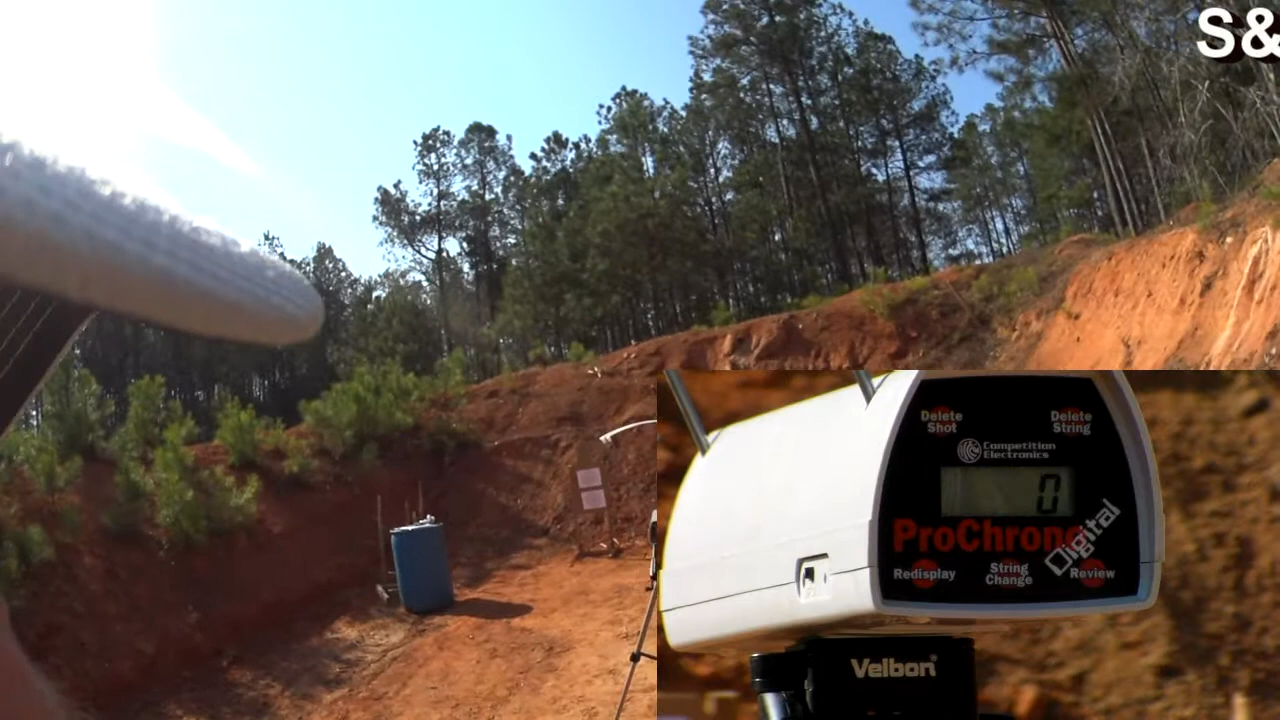 S&
Delete
Shot
Delete
String
Competition
Electronics
0
ProChrono
Digital
Redisplay
String
Change
Review
Velbon